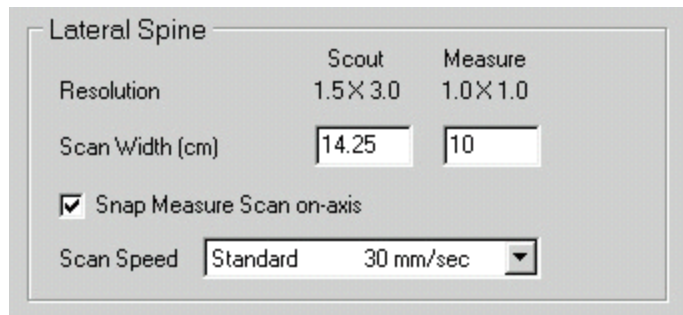 Lateral Spine
Scout Measure
Resolution 1.5 X 3.0 1.0 X 1.0
Scan Width (cm) 14.25 10
Snap Measure Scan on-axis
Scan Speed Standard 30 mm/sec